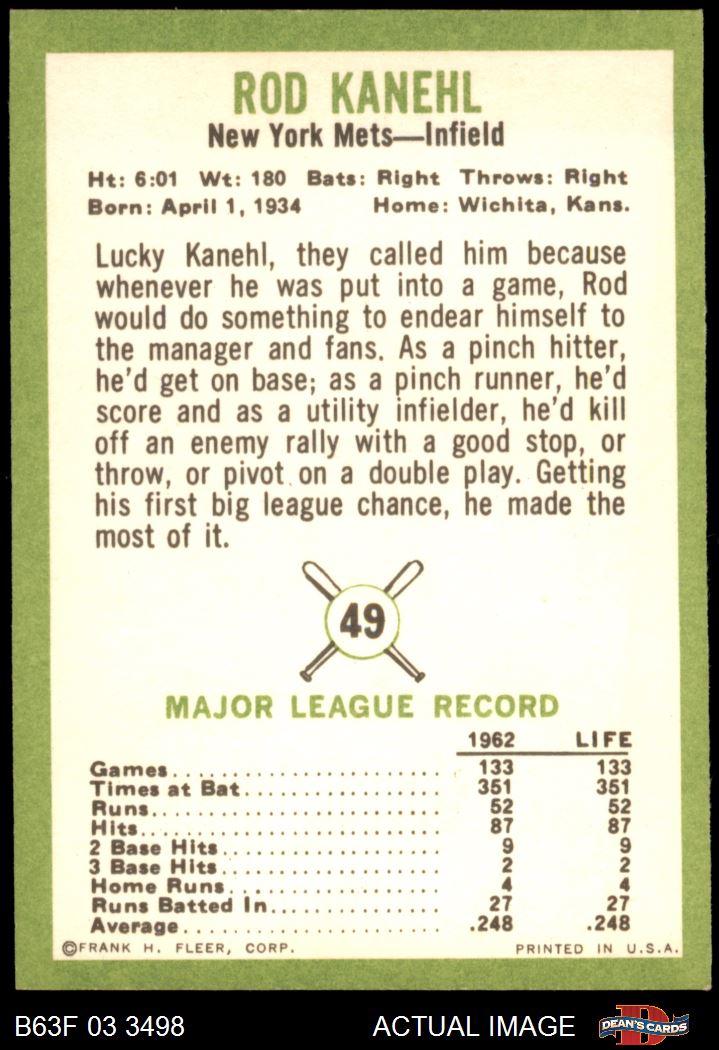 ROD KANEHL
New York Mets—Infield
Ht: 6:01 Wt: 180 Bats: Right Throws: Right
Born: April 1, 1934 Home: Wichita, Kans.
Lucky Kanehl, they called him because
whenever he was put into a game, Rod
would do something to endear himself to
the manager and fans. As a pinch hitter,
he'd get on base; as a pinch runner, he'd
score and as a utility infielder, he'd kill
off an enemy rally with a good stop, or
throw, or pivot on a double play. Getting
his first big league chance, he made the
most of it.
49
MAJOR LEAGUE RECORD
1962 LIFE
Games 133 133
Times at Bat 351 351
Runs 52 52
Hits 87 87
2 Base Hits 9 9
3 Base Hits 2 2
Home Runs 4 4
Runs Batted In 27 27
Average .248 .248
©FRANK H. FLEER, CORP. PRINTED IN U.S.A.
B63F 03 3498 ACTUAL IMAGE D DEAN'S CARDS